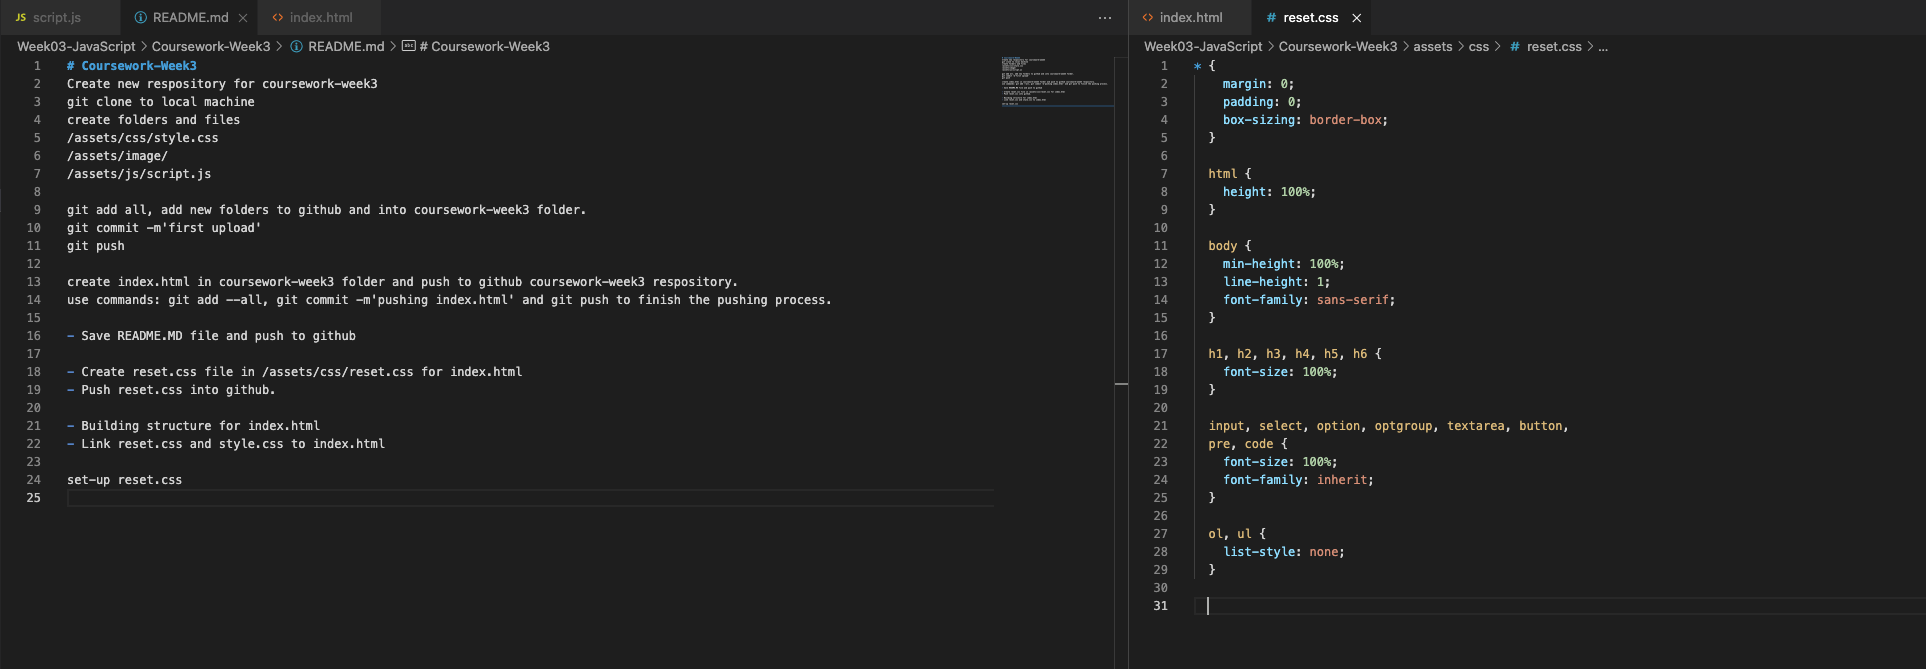 JS script.js
README.md
index.html
Week03-JavaScript > Coursework-Week3 > README.md > # Coursework-Week3
1 # Coursework-Week3
2 Create new respository for coursework-week3
3 git clone to local machine
4 create folders and files
5 /assets/css/style.css
6 /assets/image/
7 /assets/js/script.js
8
9 git add all, add new folders to github and into coursework-week3 folder.
10 git commit -m'first upload'
11 git push
12
13 create index.html in coursework-week3 folder and push to github coursework-week3 respository.
14 use commands: git add --all, git commit -m'pushing index.html' and git push to finish the pushing process.
15
16 - Save README.MD file and push to github
17
18 - Create reset.css file in /assets/css/reset.css for index.html
19 - Push reset.css into github.
20
21 - Building structure for index.html
22 - Link reset.css and style.css to index.html
23
24 set-up reset.css
25
index.html
# reset.css
Week03-JavaScript > Coursework-Week3 > assets > css > # reset.css > ...
1 * {
2 margin: 0;
3 padding: 0;
4 box-sizing: border-box;
5 }
6
7 html {
8 height: 100%;
9 }
10
11 body {
12 min-height: 100%;
13 line-height: 1;
14 font-family: sans-serif;
15 }
16
17 h1, h2, h3, h4, h5, h6 {
18 font-size: 100%;
19 }
20
21 input, select, option, optgroup, textarea, button,
22 pre, code {
23 font-size: 100%;
24 font-family: inherit;
25 }
26
27 ol, ul {
28 list-style: none;
29 }
30
31